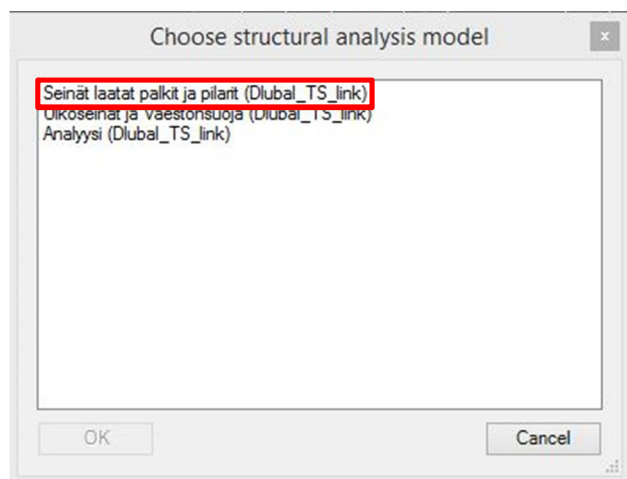 Choose structural analysis model
x
Seinät laatat palkit ja pilarit (Dlubal_TS_link)
Ulkoseinät ja Väestönsuoja (Dlubal_TS_link)
Analyysi (Dlubal_TS_link)
OK
Cancel